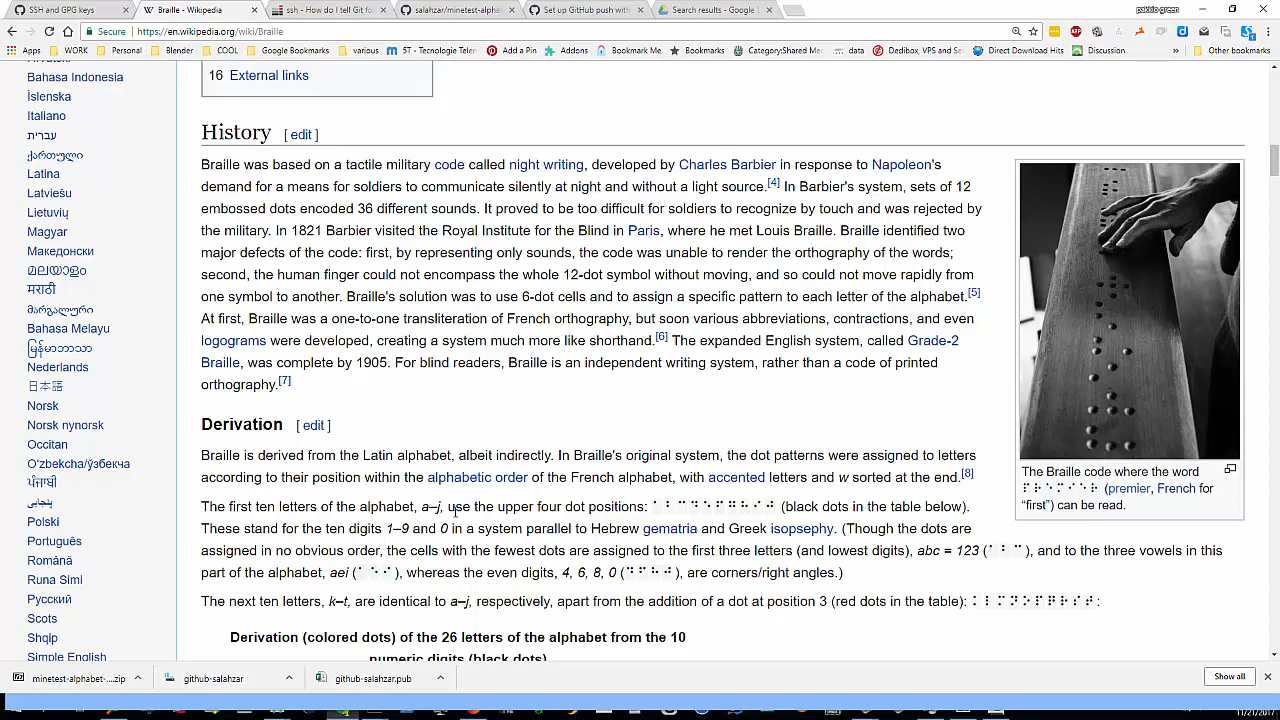 SSH and GPG keys
Braille - Wikipedia
ssh - How do I tell Git fo
salahzar/minetest-alpha
Set up GitHub push with
Search results - Google
Secure https://en.wikipedia.org/wiki/Braille
Apps WORK Personal Blender COOL Google Bookmarks various 5T - Tecnologie Tele Add a Pin Addons Bookmark Me Bookmarks Category:Shared Me data Dedibox, VPS and Se Direct Download Hits Discussion » Other bookmarks
Bahasa Indonesia
Íslenska
Italiano
עברית
ქართული
Latina
Latviešu
Lietuvių
Magyar
Македонски
മലയാളം
मराठी
მარგალური
Bahasa Melayu
မြန်မာဘာသာ
Nederlands
日本語
Norsk
Norsk nynorsk
Occitan
Oʻzbekcha/ўзбекча
ਪੰਜਾਬੀ
پنجابی
Polski
Português
Română
Runa Simi
Русский
Scots
Shqip
Simple English
16 External links
History [ edit ]
Braille was based on a tactile military code called night writing, developed by Charles Barbier in response to Napoleon's
demand for a means for soldiers to communicate silently at night and without a light source.[4] In Barbier's system, sets of 12
embossed dots encoded 36 different sounds. It proved to be too difficult for soldiers to recognize by touch and was rejected by
the military. In 1821 Barbier visited the Royal Institute for the Blind in Paris, where he met Louis Braille. Braille identified two
major defects of the code: first, by representing only sounds, the code was unable to render the orthography of the words;
second, the human finger could not encompass the whole 12-dot symbol without moving, and so could not move rapidly from
one symbol to another. Braille's solution was to use 6-dot cells and to assign a specific pattern to each letter of the alphabet.[5]
At first, Braille was a one-to-one transliteration of French orthography, but soon various abbreviations, contractions, and even
logograms were developed, creating a system much more like shorthand.[6] The expanded English system, called Grade-2
Braille, was complete by 1905. For blind readers, Braille is an independent writing system, rather than a code of printed
orthography.[7]
The Braille code where the word
⠏⠗⠑⠍⠊⠑⠗ (premier, French for
“first”) can be read.
Derivation [ edit ]
Braille is derived from the Latin alphabet, albeit indirectly. In Braille's original system, the dot patterns were assigned to letters
according to their position within the alphabetic order of the French alphabet, with accented letters and w sorted at the end.[8]
The first ten letters of the alphabet, a–j, use the upper four dot positions: ⠁⠃⠉⠙⠑⠋⠛⠓⠊⠚ (black dots in the table below).
These stand for the ten digits 1–9 and 0 in a system parallel to Hebrew gematria and Greek isopsephy. (Though the dots are
assigned in no obvious order, the cells with the fewest dots are assigned to the first three letters (and lowest digits), abc = 123 (⠁⠃⠉), and to the three vowels in this
part of the alphabet, aei (⠁⠑⠊), whereas the even digits, 4, 6, 8, 0 (⠙⠋⠓⠚), are corners/right angles.)
The next ten letters, k–t, are identical to a–j, respectively, apart from the addition of a dot at position 3 (red dots in the table): ⠅⠇⠍⠝⠕⠏⠟⠗⠎⠞:
Derivation (colored dots) of the 26 letters of the alphabet from the 10
numeric digits (black dots)
minetest-alphabet-....zip
github-salahzar
github-salahzar.pub
Show all
11/21/2017